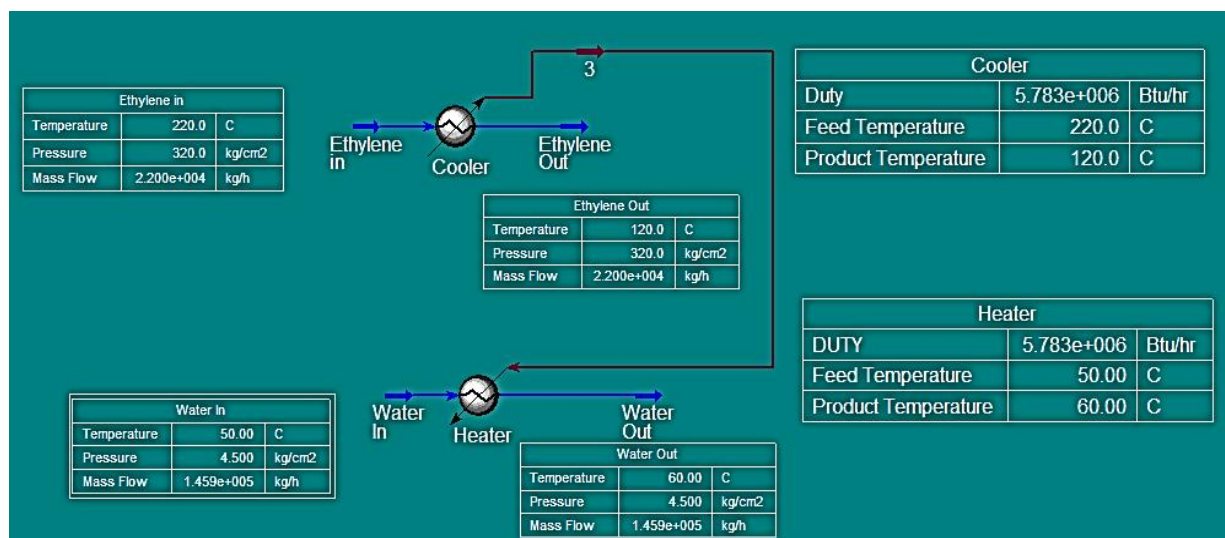 3
Cooler
Duty 5.783e+006 Btu/hr
Feed Temperature 220.0 C
Product Temperature 120.0 C
Ethylene in
Temperature 220.0 C
Pressure 320.0 kg/cm2
Mass Flow 2.200e+004 kg/h
Ethylene
in
Cooler
Ethylene
Out
Ethylene Out
Temperature 120.0 C
Pressure 320.0 kg/cm2
Mass Flow 2.200e+004 kg/h
Heater
DUTY 5.783e+006 Btu/hr
Feed Temperature 50.00 C
Product Temperature 60.00 C
Water In
Temperature 50.00 C
Pressure 4.500 kg/cm2
Mass Flow 1.459e+005 kg/h
Water
In
Heater
Water
Out
Water Out
Temperature 60.00 C
Pressure 4.500 kg/cm2
Mass Flow 1.459e+005 kg/h